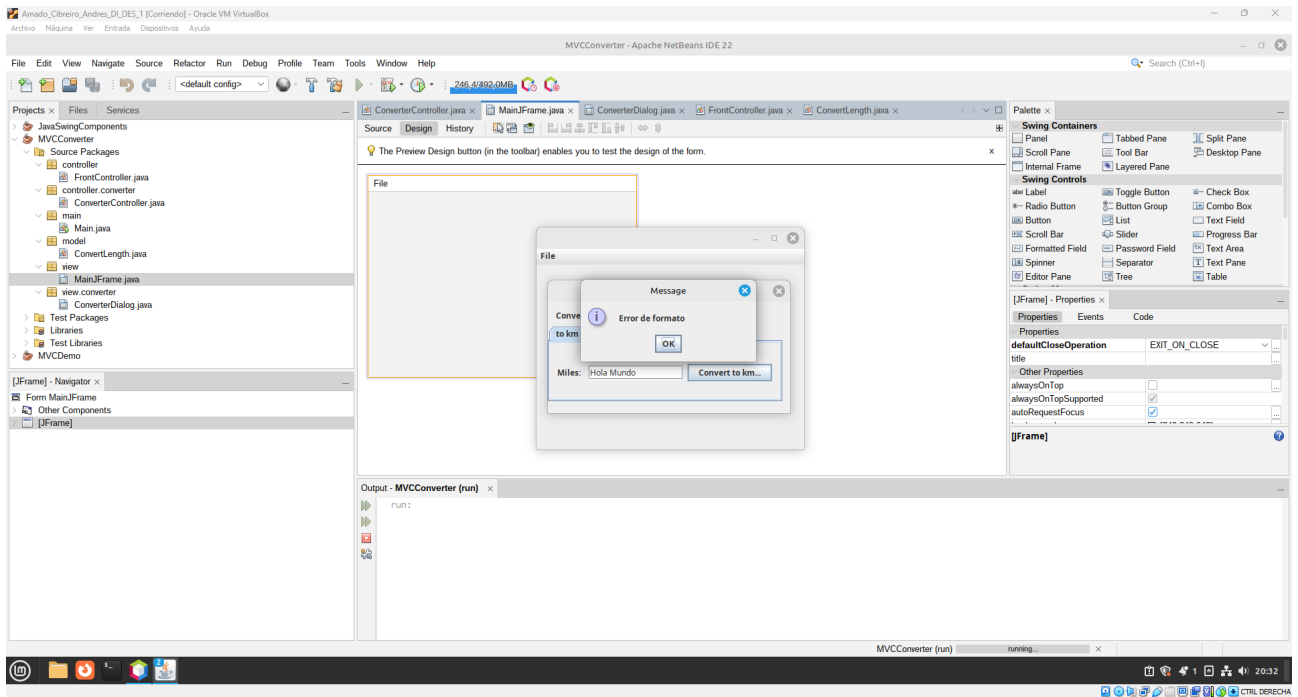 Amado_Cibreiro_Andres_DI_DES_1 [Corriendo] - Oracle VM VirtualBox
Archivo Máquina Ver Entrada Dispositivos Ayuda
MVCConverter - Apache NetBeans IDE 22
File Edit View Navigate Source Refactor Run Debug Profile Team Tools Window Help
Search (Ctrl+I)
<default config>
246,4/492,0MB
Projects × Files Services
JavaSwingComponents
MVCConverter
Source Packages
controller
FrontController.java
controller.converter
ConverterController.java
main
Main.java
model
ConvertLength.java
view
MainJFrame.java
view.converter
ConverterDialog.java
Test Packages
Libraries
Test Libraries
MVCDemo
[JFrame] - Navigator ×
Form MainJFrame
Other Components
[JFrame]
ConverterController.java × MainJFrame.java × ConverterDialog.java × FrontController.java × ConvertLength.java ×
Source Design History
The Preview Design button (in the toolbar) enables you to test the design of the form. x
File
File
Conve
to km
Miles: Hola Mundo Convert to km...
Message
Error de formato
OK
Output - MVCConverter (run) ×
run:
Palette ×
Swing Containers
Panel Tabbed Pane Split Pane
Scroll Pane Tool Bar Desktop Pane
Internal Frame Layered Pane
Swing Controls
label Label Toggle Button Check Box
Radio Button Button Group Combo Box
Button List Text Field
Scroll Bar Slider Progress Bar
Formatted Field Password Field Text Area
Spinner Separator Text Pane
Editor Pane Tree Table
[JFrame] - Properties ×
Properties Events Code
Properties
defaultCloseOperation EXIT_ON_CLOSE
title
Other Properties
alwaysOnTop
alwaysOnTopSupported
autoRequestFocus
[JFrame]
MVCConverter (run) running...
2
1 20:32
CTRL DERECHA